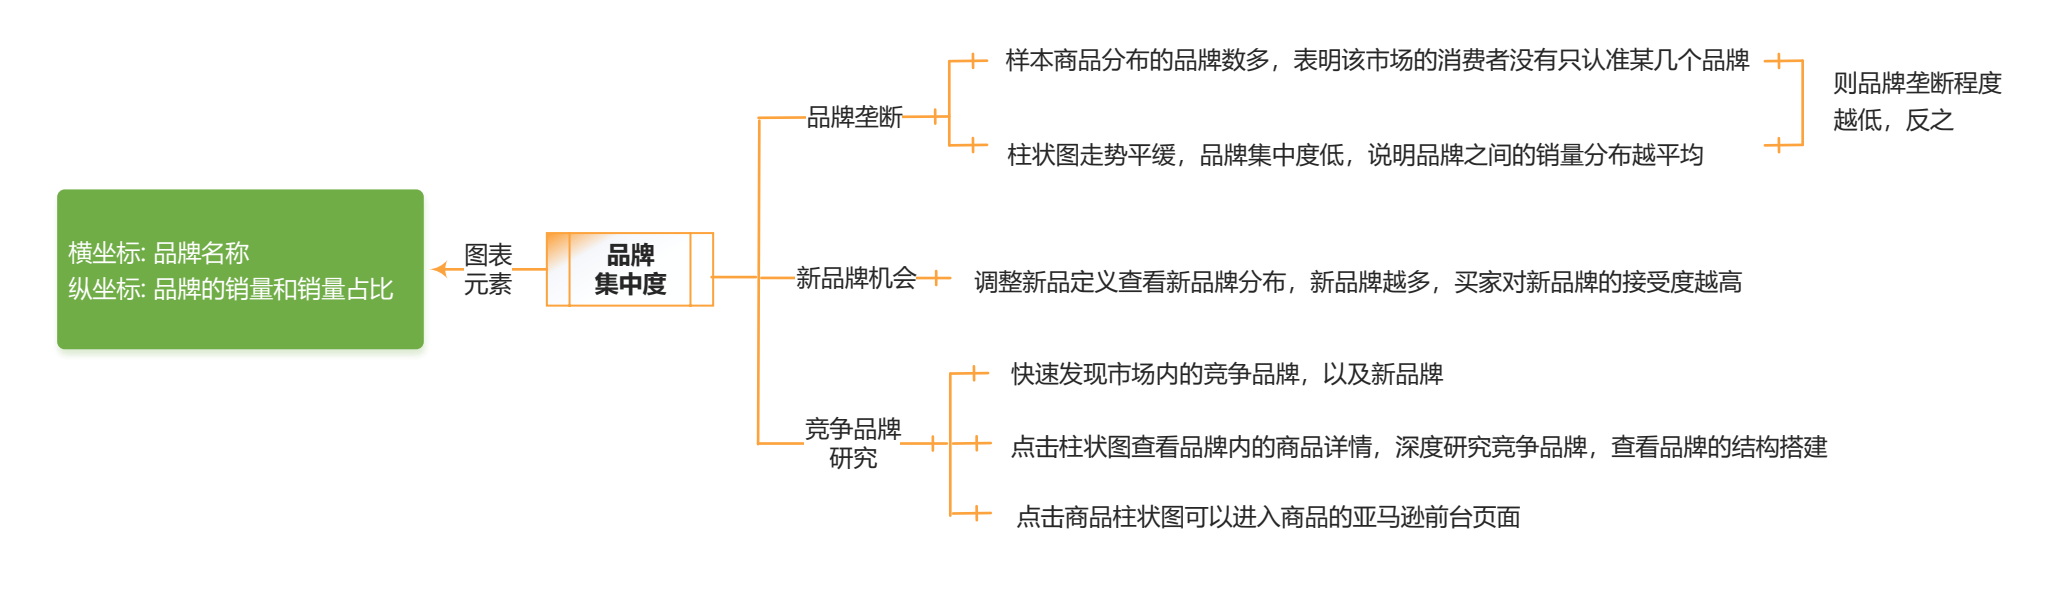 横坐标: 品牌名称
纵坐标: 品牌的销量和销量占比
图表
元素
品牌
集中度
品牌垄断
样本商品分布的品牌数多，表明该市场的消费者没有只认准某几个品牌
柱状图走势平缓，品牌集中度低，说明品牌之间的销量分布越平均
则品牌垄断程度
越低，反之
新品牌机会
调整新品定义查看新品牌分布，新品牌越多，买家对新品牌的接受度越高
竞争品牌
研究
快速发现市场内的竞争品牌，以及新品牌
点击柱状图查看品牌内的商品详情，深度研究竞争品牌，查看品牌的结构搭建
点击商品柱状图可以进入商品的亚马逊前台页面